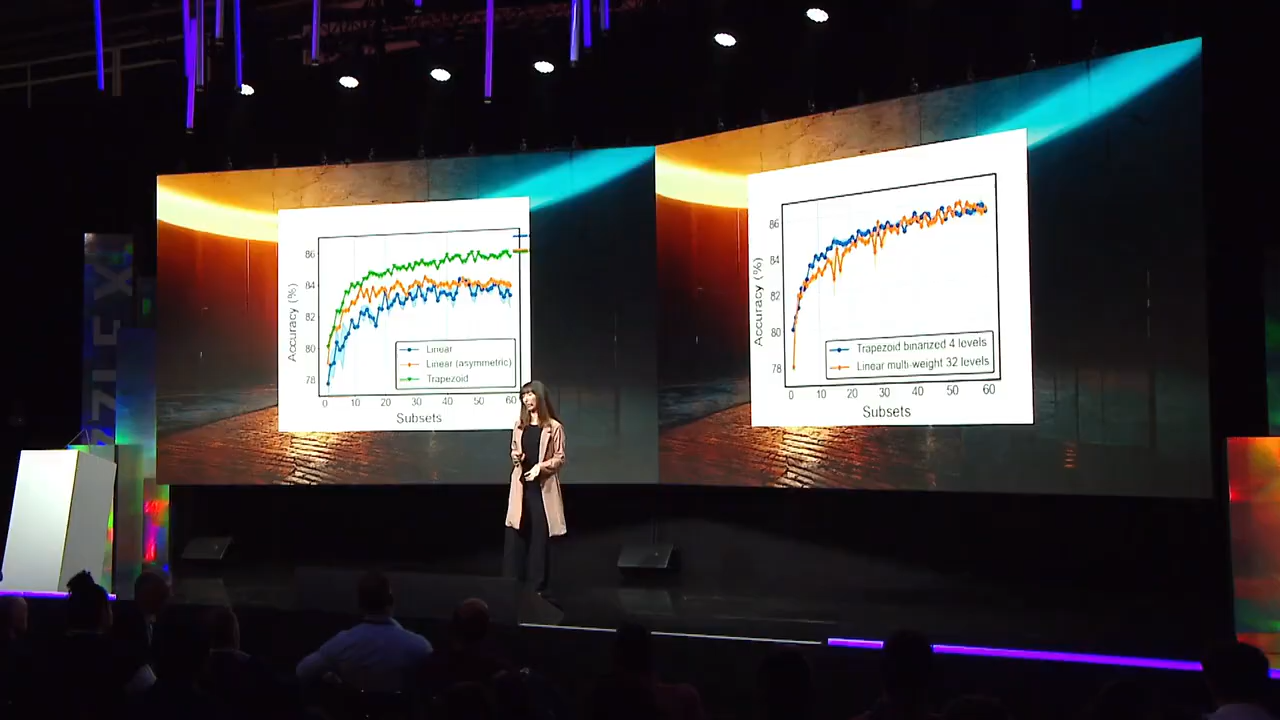 Accuracy (%)
86
84
82
80
78
0 10 20 30 40 50 60
Subsets
Linear
Linear (asymmetric)
Trapezoid
Accuracy (%)
86
84
82
80
78
0 10 20 30 40 50 60
Subsets
Trapezoid binarized 4 levels
Linear multi-weight 32 levels